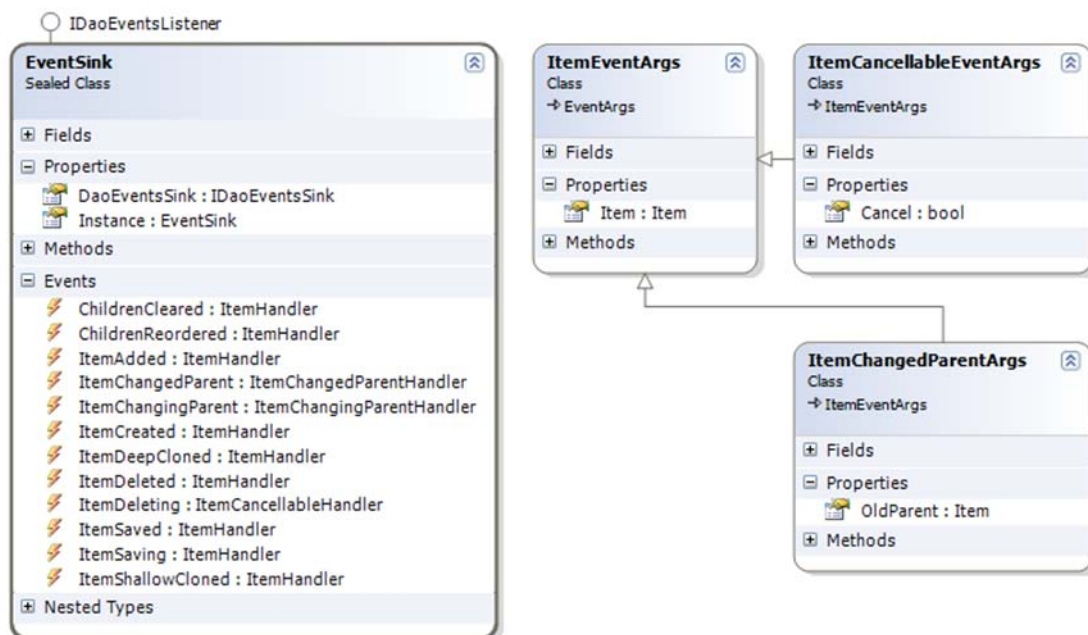 IDaoEventsListener
EventSink
Sealed Class
Fields
Properties
DaoEventsSink : IDaoEventsSink
Instance : EventSink
Methods
Events
ChildrenCleared : ItemHandler
ChildrenReordered : ItemHandler
ItemAdded : ItemHandler
ItemChangedParent : ItemChangedParentHandler
ItemChangingParent : ItemChangingParentHandler
ItemCreated : ItemHandler
ItemDeepCloned : ItemHandler
ItemDeleted : ItemHandler
ItemDeleting : ItemCancellableHandler
ItemSaved : ItemHandler
ItemSaving : ItemHandler
ItemShallowCloned : ItemHandler
Nested Types
ItemEventArgs
Class
EventArgs
Fields
Properties
Item : Item
Methods
ItemCancellableEventArgs
Class
ItemEventArgs
Fields
Properties
Cancel : bool
Methods
ItemChangedParentArgs
Class
ItemEventArgs
Fields
Properties
OldParent : Item
Methods